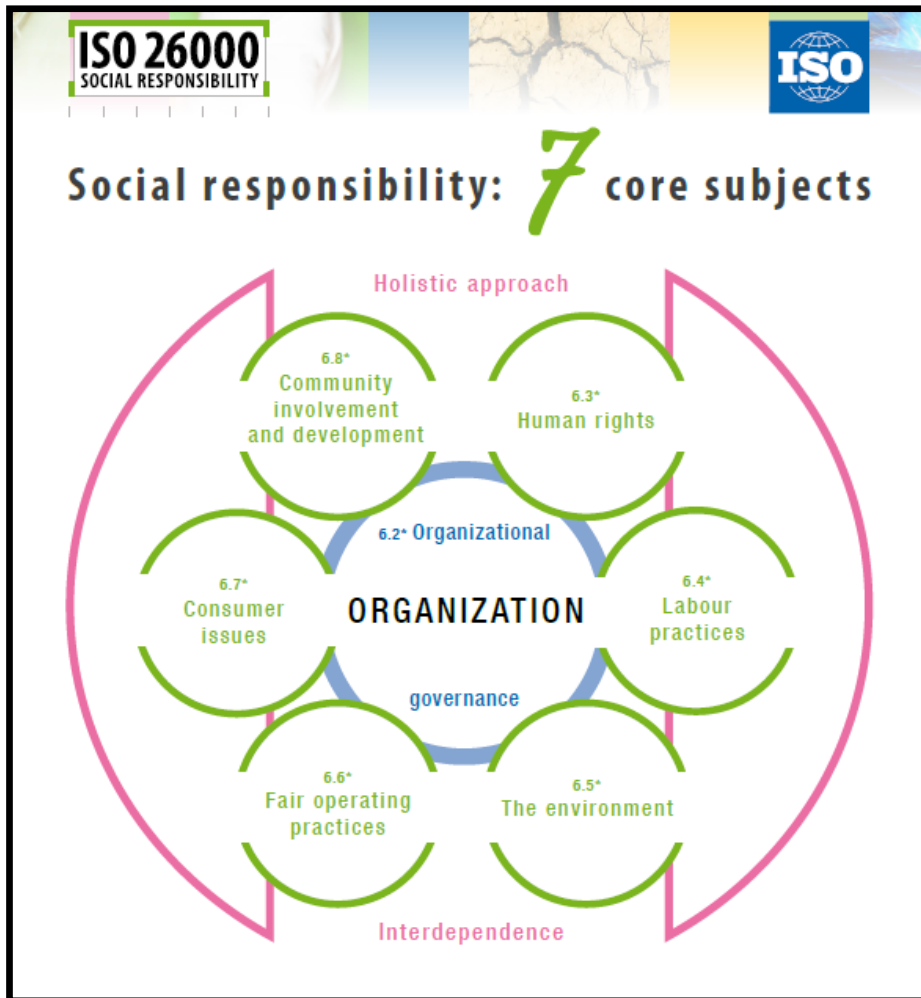 ISO 26000
SOCIAL RESPONSIBILITY
ISO
Social responsibility: 7 core subjects
Holistic approach
6.8*
Community
involvement
and development
6.3*
Human rights
6.2* Organizational
6.7*
Consumer
issues
ORGANIZATION
6.4*
Labour
practices
governance
6.6*
Fair operating
practices
6.5*
The environment
Interdependence